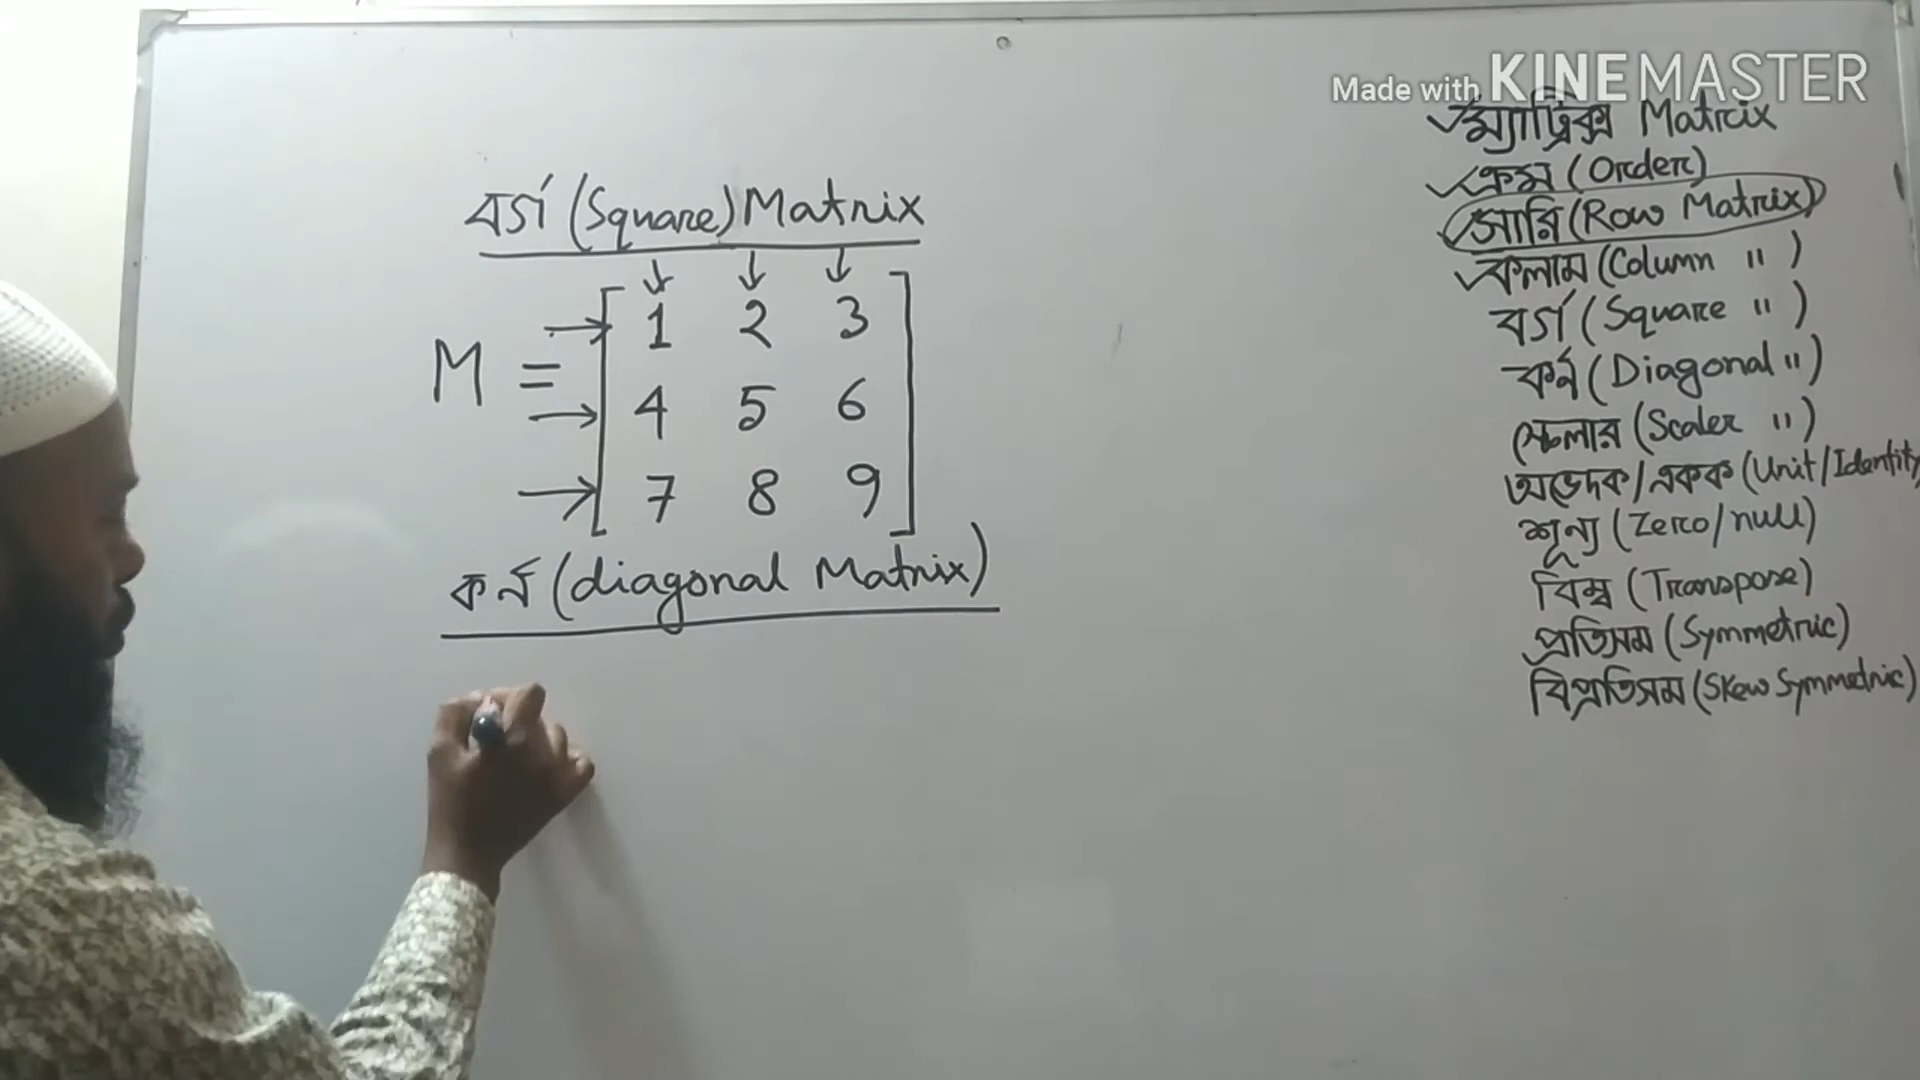 Made with KINEMASTER
বর্গ (Square) Matrix
M = [ 1 2 3
4 5 6
7 8 9 ]
কর্ন (diagonal Matrix)
ম্যাট্রিক্স Matrix
ক্রম (Order)
সারি (Row Matrix)
কলাম (Column " )
বর্গ (Square " )
কর্ন (Diagonal " )
স্কেলার (Scaler " )
অভেদক/একক (Unit/Identity
শূন্য (Zero/null)
বিম্ব (Transpose)
প্রতিসম (Symmetric)
বিপ্রতিসম (Skew Symmetric)